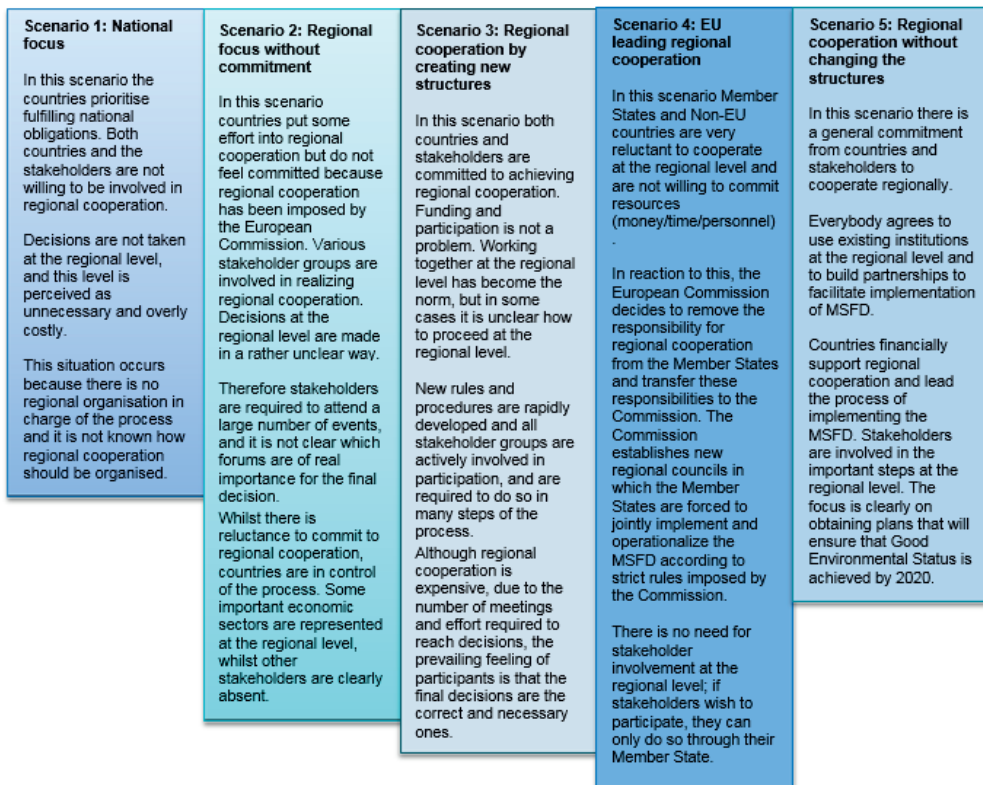 Scenario 1: National
focus
In this scenario the
countries prioritise
fulfilling national
obligations. Both
countries and the
stakeholders are not
willing to be involved in
regional cooperation.
Decisions are not taken
at the regional level,
and this level is
perceived as
unnecessary and overly
costly.
This situation occurs
because there is no
regional organisation in
charge of the process
and it is not known how
regional cooperation
should be organised.
Scenario 2: Regional
focus without
commitment
In this scenario
countries put some
effort into regional
cooperation but do not
feel committed because
regional cooperation
has been imposed by
the European
Commission. Various
stakeholder groups are
involved in realizing
regional cooperation.
Decisions at the
regional level are made
in a rather unclear way.
Therefore stakeholders
are required to attend a
large number of events,
and it is not clear which
forums are of real
importance for the final
decision.
Whilst there is
reluctance to commit to
regional cooperation,
countries are in control
of the process. Some
important economic
sectors are represented
at the regional level,
whilst other
stakeholders are clearly
absent.
Scenario 3: Regional
cooperation by
creating new
structures
In this scenario both
countries and
stakeholders are
committed to achieving
regional cooperation.
Funding and
participation is not a
problem. Working
together at the regional
level has become the
norm, but in some
cases it is unclear how
to proceed at the
regional level.
New rules and
procedures are rapidly
developed and all
stakeholder groups are
actively involved in
participation, and are
required to do so in
many steps of the
process.
Although regional
cooperation is
expensive, due to the
number of meetings
and effort required to
reach decisions, the
prevailing feeling of
participants is that the
final decisions are the
correct and necessary
ones.
Scenario 4: EU
leading regional
cooperation
In this scenario Member
States and Non-EU
countries are very
reluctant to cooperate
at the regional level and
are not willing to commit
resources
(money/time/personnel)
.
In reaction to this, the
European Commission
decides to remove the
responsibility for
regional cooperation
from the Member States
and transfer these
responsibilities to the
Commission. The
Commission
establishes new
regional councils in
which the Member
States are forced to
jointly implement and
operationalize the
MSFD according to
strict rules imposed by
the Commission.
There is no need for
stakeholder
involvement at the
regional level; if
stakeholders wish to
participate, they can
only do so through their
Member State.
Scenario 5: Regional
cooperation without
changing the
structures
In this scenario there is
a general commitment
from countries and
stakeholders to
cooperate regionally.
Everybody agrees to
use existing institutions
at the regional level and
to build partnerships to
facilitate implementation
of MSFD.
Countries financially
support regional
cooperation and lead
the process of
implementing the
MSFD. Stakeholders
are involved in the
important steps at the
regional level. The
focus is clearly on
obtaining plans that will
ensure that Good
Environmental Status is
achieved by 2020.